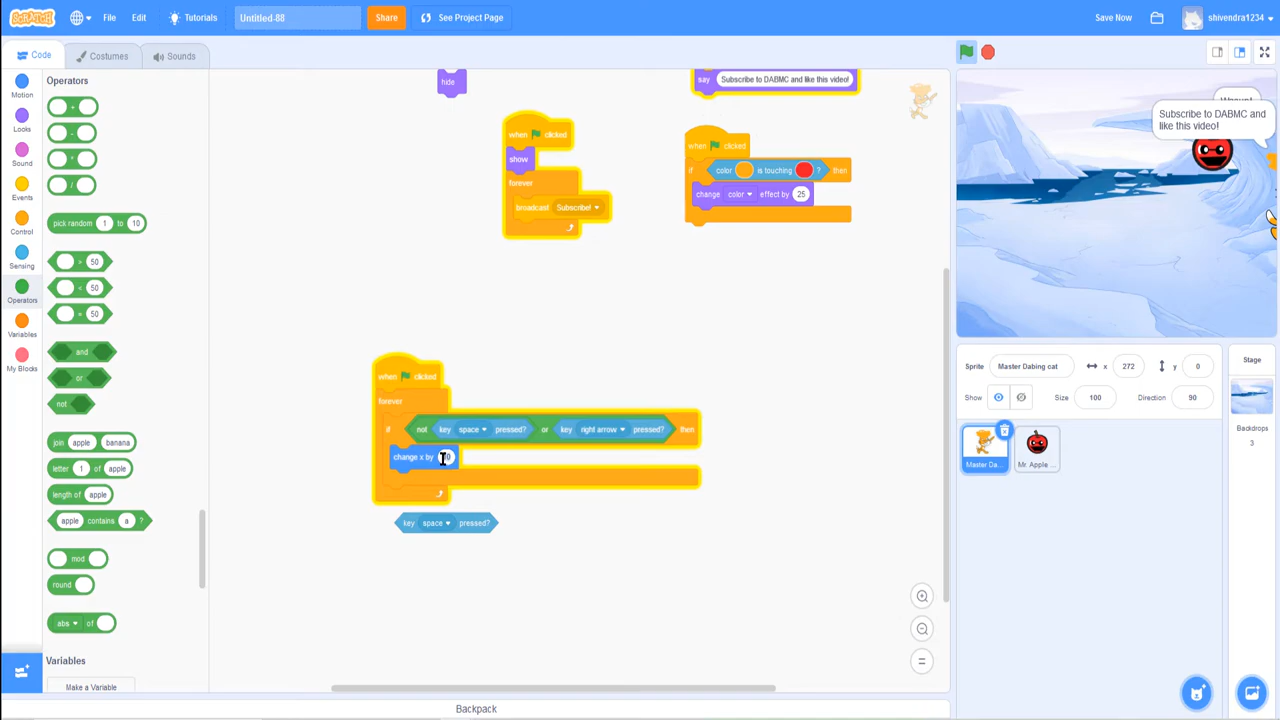 SCRATCH File Edit Tutorials Untitled-88 Share See Project Page Save Now shivendra1234
Code Costumes Sounds
Motion
Looks
Sound
Events
Control
Sensing
Operators
Variables
My Blocks
Operators
+
-
*
/
pick random 1 to 10
> 50
< 50
= 50
and
or
not
join apple banana
letter 1 of apple
length of apple
apple contains a ?
mod
round
abs of
Variables
Make a Variable
hide
say Subscribe to DABMC and like this video!
when clicked
show
forever
broadcast Subscribe!
when clicked
if color is touching ? then
change color effect by 25
when clicked
forever
if not key space pressed? or key right arrow pressed? then
change x by
key space pressed?
Backpack
Subscribe to DABMC and
like this video!
Sprite Master Dabing cat x 272 y 0
Show Size 100 Direction 90
Master Da...
Mr. Apple
Stage
Backdrops
3